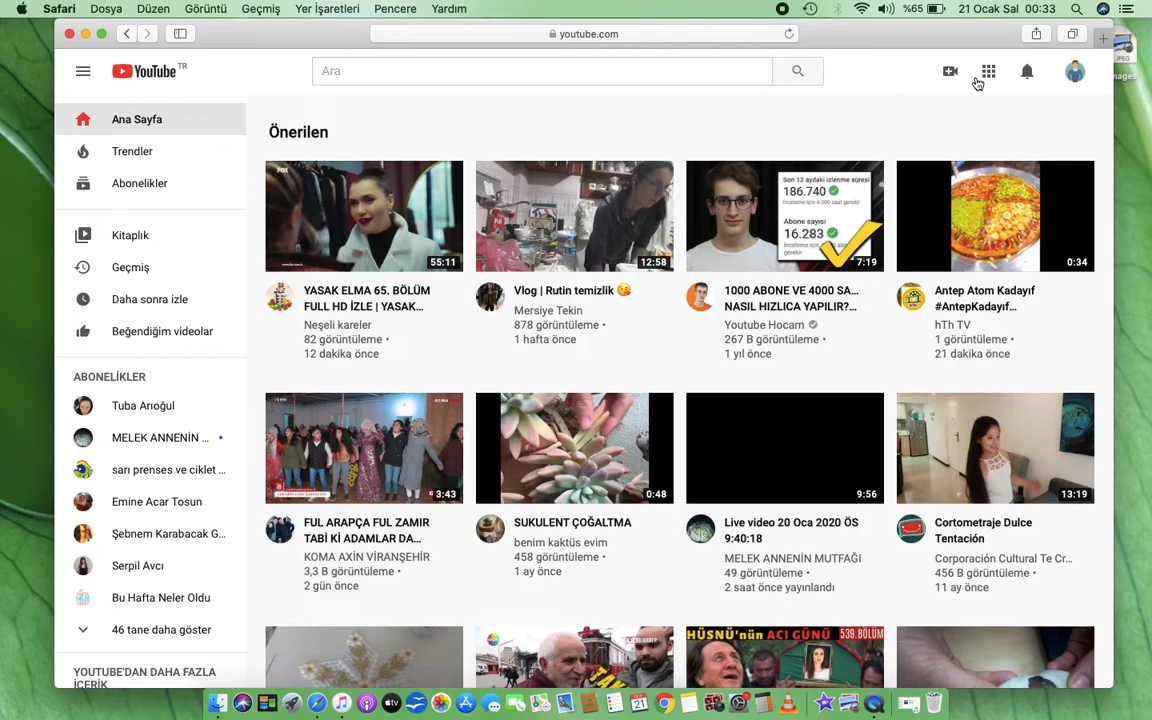 Safari Dosya Düzen Görüntü Geçmiş Yer İşaretleri Pencere Yardım %65 21 Ocak Sal 00:33
youtube.com
JPEG
YouTube TR
Ara
Ana Sayfa
Trendler
Abonelikler
Kitaplık
Geçmiş
Daha sonra izle
Beğendiğim videolar
ABONELİKLER
Tuba Arıoğul
MELEK ANNENİN ...
sarı prenses ve ciklet ...
Emine Acar Tosun
Şebnem Karabacak G...
Serpil Avcı
Bu Hafta Neler Oldu
46 tane daha göster
YOUTUBE'DAN DAHA FAZLA
İÇERİK
Önerilen
FOX
55:11
YASAK ELMA 65. BÖLÜM
FULL HD İZLE | YASAK...
Neşeli kareler
82 görüntüleme •
12 dakika önce
12:58
Vlog | Rutin temizlik 😘
Mersiye Tekin
878 görüntüleme •
1 hafta önce
Son 12 aydaki izlenme süresi
186.740
İnceleme için 4.000 saat gerekir
Abone sayısı
16.283
7:19
1000 ABONE VE 4000 SA...
NASIL HIZLICA YAPILIR?...
Youtube Hocam
267 B görüntüleme •
1 yıl önce
0:34
Antep Atom Kadayıf
#AntepKadayıf...
hTh TV
1 görüntüleme •
21 dakika önce
3:43
FUL ARAPÇA FUL ZAMIR
TABİ Kİ ADAMLAR DA...
KOMA AXİN VİRANŞEHİR
3,3 B görüntüleme •
2 gün önce
0:48
SUKULENT ÇOĞALTMA
benim kaktüs evim
458 görüntüleme •
1 ay önce
9:56
Live video 20 Oca 2020 ÖS
9:40:18
MELEK ANNENİN MUTFAĞI
49 görüntüleme •
2 saat önce yayınlandı
13:19
Cortometraje Dulce
Tentación
Corporación Cultural Te Cr...
456 B görüntüleme •
11 ay önce
HÜSNÜ'nün ACI GÜNÜ 539.BÖLÜM